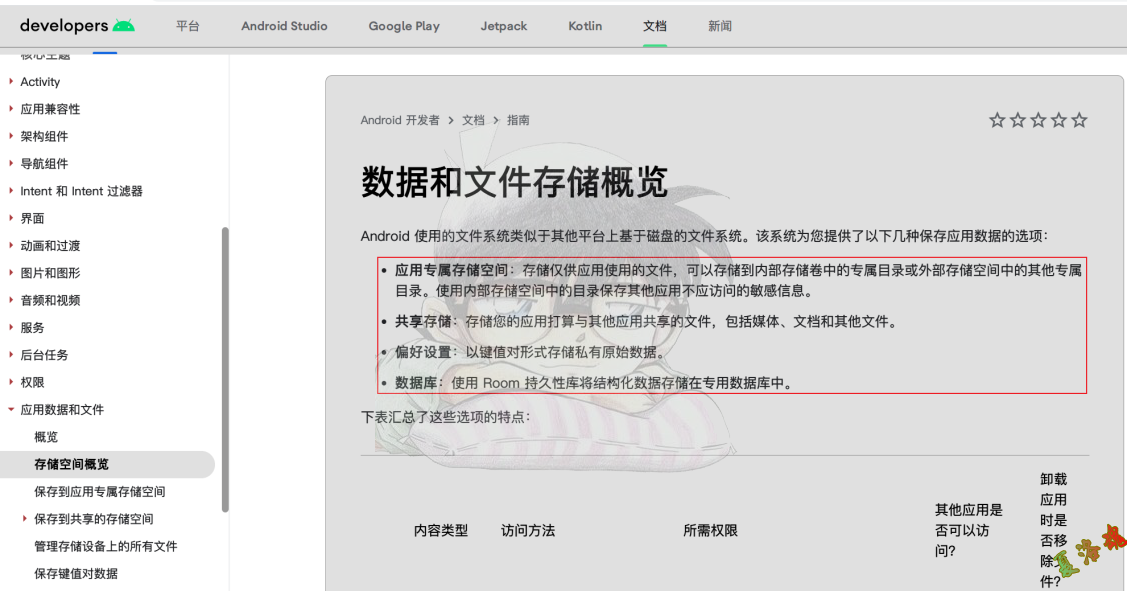 developers 平台 Android Studio Google Play Jetpack Kotlin 文档 新闻
核心主题
Activity
应用兼容性
架构组件
导航组件
Intent 和 Intent 过滤器
界面
动画和过渡
图片和图形
音频和视频
服务
后台任务
权限
应用数据和文件
概览
存储空间概览
保存到应用专属存储空间
保存到共享的存储空间
管理存储设备上的所有文件
保存键值对数据
Android 开发者 > 文档 > 指南
数据和文件存储概览
Android 使用的文件系统类似于其他平台上基于磁盘的文件系统。该系统为您提供了以下几种保存应用数据的选项：
• 应用专属存储空间：存储仅供应用使用的文件，可以存储到内部存储卷中的专属目录或外部存储空间中的其他专属
目录。使用内部存储空间中的目录保存其他应用不应访问的敏感信息。
• 共享存储：存储您的应用打算与其他应用共享的文件，包括媒体、文档和其他文件。
• 偏好设置：以键值对形式存储私有原始数据。
• 数据库：使用 Room 持久性库将结构化数据存储在专用数据库中。
下表汇总了这些选项的特点：
内容类型 访问方法 所需权限
其他应用是
否可以访
问？
卸载
应用
时是
否移
除文
件？